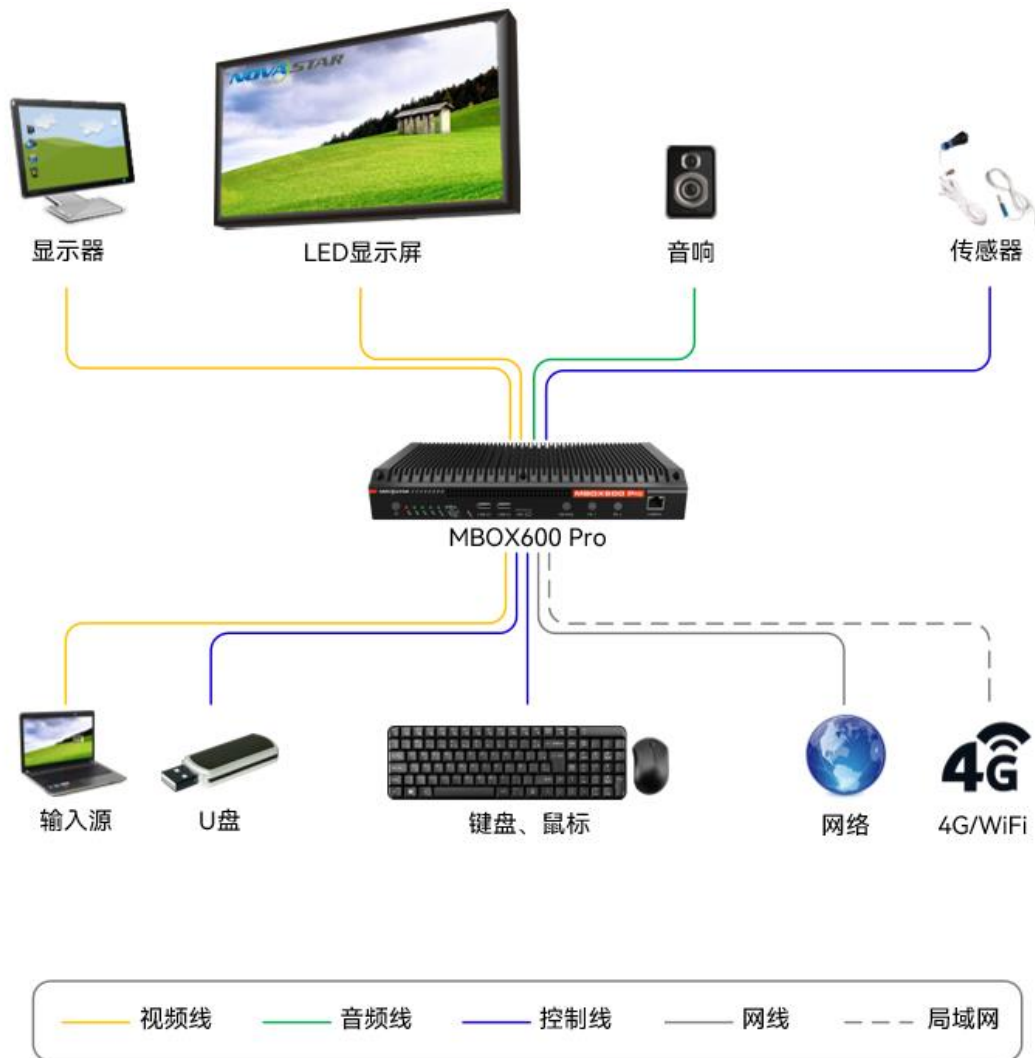 NOVASTAR
显示器
LED显示屏
音响
传感器
MBOX600 Pro
MBOX600 Pro
输入源
U盘
键盘、鼠标
网络
4G
4G/WiFi
视频线
音频线
控制线
网线
局域网